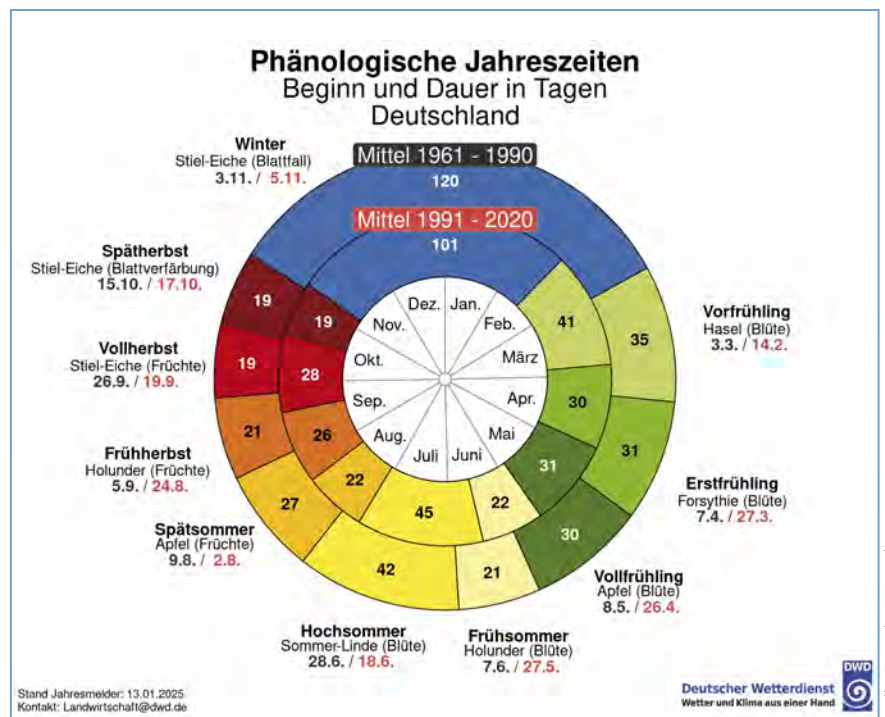 Phänologische Jahreszeiten
Beginn und Dauer in Tagen
Deutschland
Winter
Stiel-Eiche (Blattfall)
3.11. / 5.11.
Mittel 1961 - 1990
120
Mittel 1991 - 2020
101
Spätherbst
Stiel-Eiche (Blattverfärbung)
15.10. / 17.10.
19
19
Vollherbst
Stiel-Eiche (Früchte)
26.9. / 19.9.
19
28
Frühherbst
Holunder (Früchte)
5.9. / 24.8.
21
26
Spätsommer
Apfel (Früchte)
9.8. / 2.8.
27
22
Hochsommer
Sommer-Linde (Blüte)
28.6. / 18.6.
42
45
Frühsommer
Holunder (Blüte)
7.6. / 27.5.
21
22
Vollfrühling
Apfel (Blüte)
8.5. / 26.4.
30
31
Erstfrühling
Forsythie (Blüte)
7.4. / 27.3.
31
30
Vorfrühling
Hasel (Blüte)
3.3. / 14.2.
35
41
Jan.
Feb.
März
Apr.
Mai
Juni
Juli
Aug.
Sep.
Okt.
Nov.
Dez.
Stand Jahresmelder: 13.01.2025
Kontakt: Landwirtschaft@dwd.de
Deutscher Wetterdienst
Wetter und Klima aus einer Hand
DWD